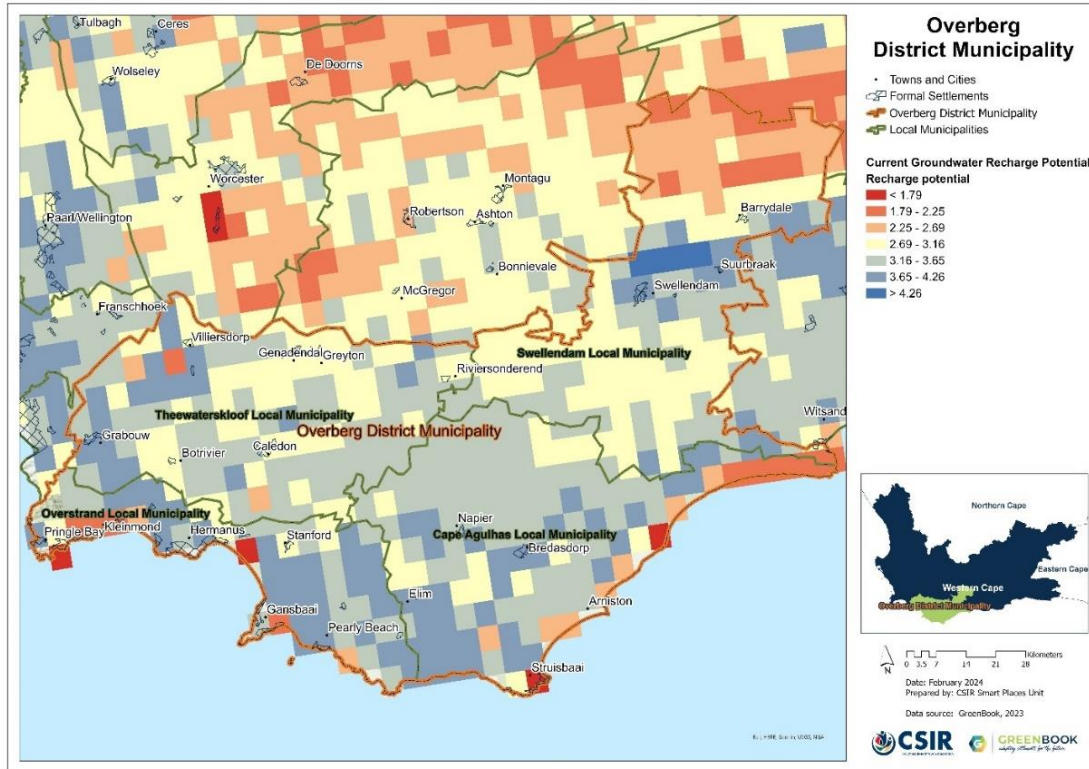 Overberg
District Municipality
Towns and Cities
Formal Settlements
Overberg District Municipality
Local Municipalities
Current Groundwater Recharge Potential
Recharge potential
< 1.79
1.79 - 2.25
2.25 - 2.69
2.69 - 3.16
3.16 - 3.65
3.65 - 4.26
> 4.26
Tulbagh
Ceres
Wolseley
De Doorns
Worcester
Montagu
Paarl/Wellington
Robertson
Ashton
Barrydale
Bonnievale
Suurbraak
Swellendam
McGregor
Franschhoek
Villiersdorp
Genadendal
Greyton
Swellendam Local Municipality
Riviersonderend
Theewaterskloof Local Municipality
Witsand
Overberg District Municipality
Grabouw
Botrivier
Caledon
Overstrand Local Municipality
Napier
Kleinmond
Hermanus
Cape Agulhas Local Municipality
Pringle Bay
Stanford
Bredasdorp
Elim
Arniston
Gansbaai
Pearly Beach
Struisbaai
Northern Cape
Eastern Cape
Western Cape
Overberg District Municipality
N
0 3.5 7 14 21 28
Kilometers
Date: February 2024
Prepared by: CSIR Smart Places Unit
Data source: GreenBook, 2023
CSIR
GREENBOOK